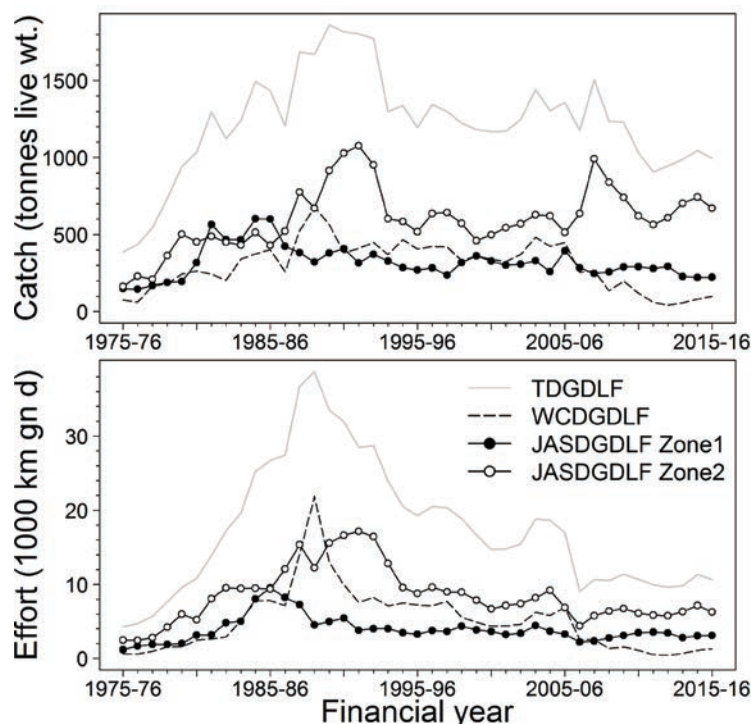 Catch (tonnes live wt.)
1500
1000
500
0
1975-76 1985-86 1995-96 2005-06 2015-16
Effort (1000 km gn d)
30
20
10
0
TDGDLF
WCDGDLF
JASDGDLF Zone1
JASDGDLF Zone2
1975-76 1985-86 1995-96 2005-06 2015-16
Financial year